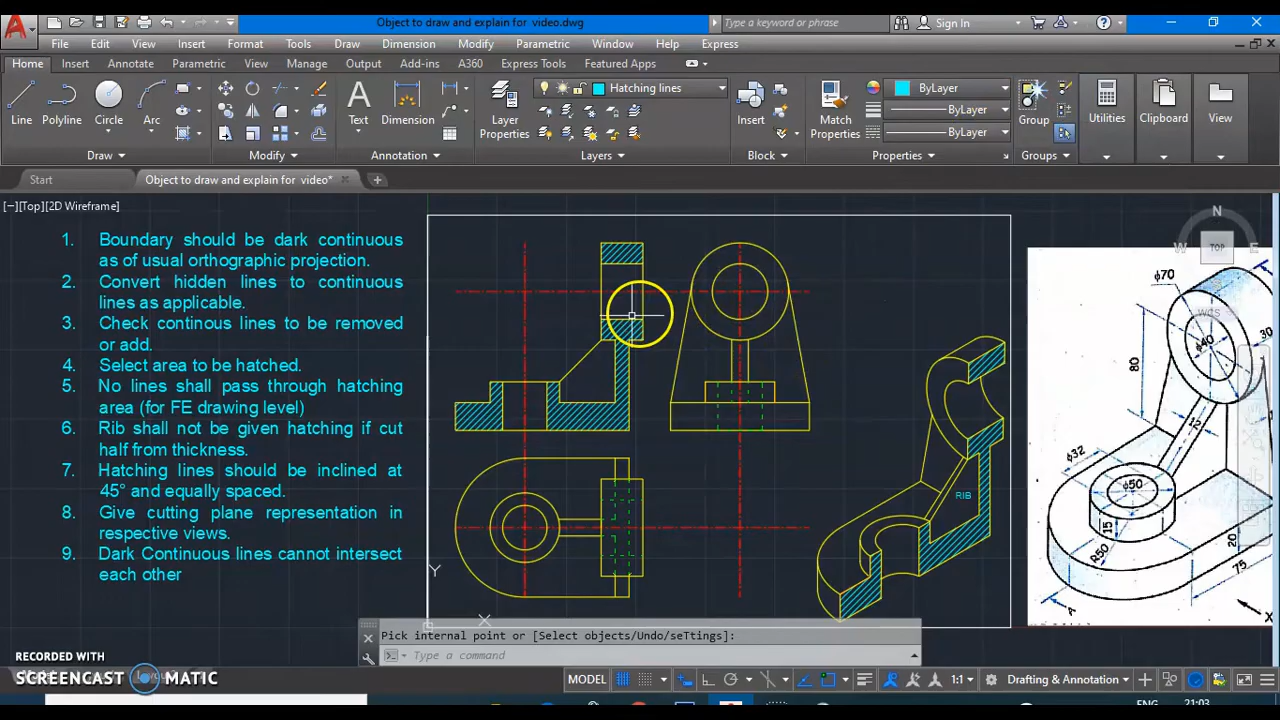 Object to draw and explain for video.dwg
Type a keyword or phrase
Sign In
File Edit View Insert Format Tools Draw Dimension Modify Parametric Window Help Express
Home Insert Annotate Parametric View Manage Output Add-ins A360 Express Tools Featured Apps
Hatching lines
ByLayer
ByLayer
ByLayer
Line Polyline Circle Arc
Text Dimension
Layer Properties
Insert
Match Properties
Group
Utilities
Clipboard
View
Draw Modify Annotation Layers Block Properties Groups
Start
Object to draw and explain for video*
[−][Top][2D Wireframe]
1. Boundary should be dark continuous
as of usual orthographic projection.
2. Convert hidden lines to continuous
lines as applicable.
3. Check continous lines to be removed
or add.
4. Select area to be hatched.
5. No lines shall pass through hatching
area (for FE drawing level)
6. Rib shall not be given hatching if cut
half from thickness.
7. Hatching lines should be inclined at
45° and equally spaced.
8. Give cutting plane representation in
respective views.
9. Dark Continuous lines cannot intersect
each other
RIB
N
W TOP E
S
WCS
ϕ70
30
ϕ40
80
12
ϕ32
ϕ50
15
R50
20
75
A
X
Y
X
Pick internal point or [Select objects/Undo/seTtings]:
Type a command
RECORDED WITH
SCREENCAST MATIC
MODEL
1:1
Drafting & Annotation
ENG
21:03